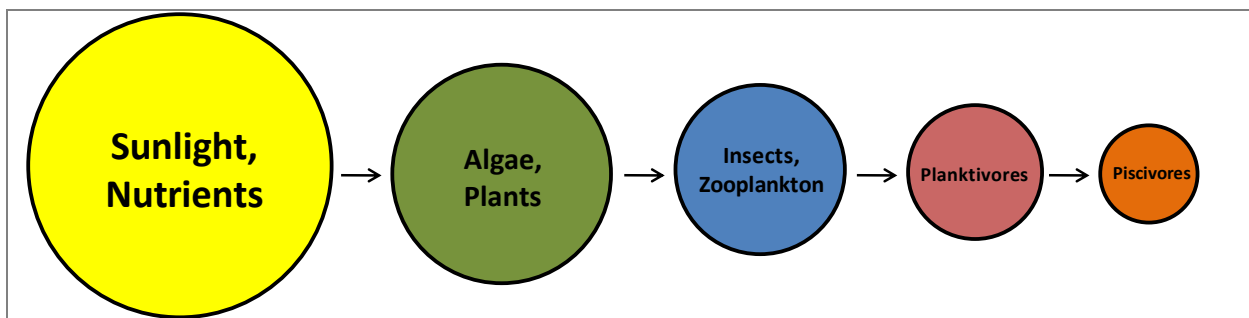 Sunlight,
Nutrients
Algae,
Plants
Insects,
Zooplankton
Planktivores
Piscivores